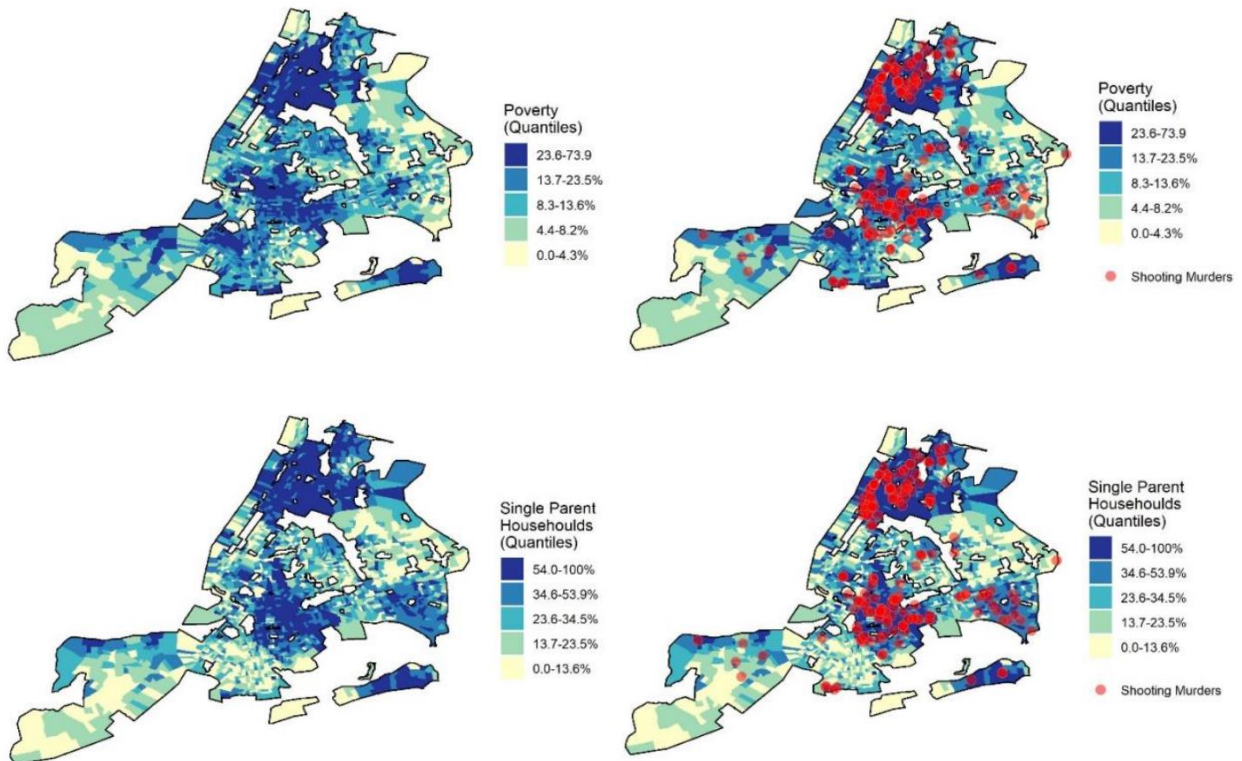 Poverty
(Quantiles)
23.6-73.9
13.7-23.5%
8.3-13.6%
4.4-8.2%
0.0-4.3%
Poverty
(Quantiles)
23.6-73.9
13.7-23.5%
8.3-13.6%
4.4-8.2%
0.0-4.3%
Shooting Murders
Single Parent
Househoulds
(Quantiles)
54.0-100%
34.6-53.9%
23.6-34.5%
13.7-23.5%
0.0-13.6%
Single Parent
Househoulds
(Quantiles)
54.0-100%
34.6-53.9%
23.6-34.5%
13.7-23.5%
0.0-13.6%
Shooting Murders